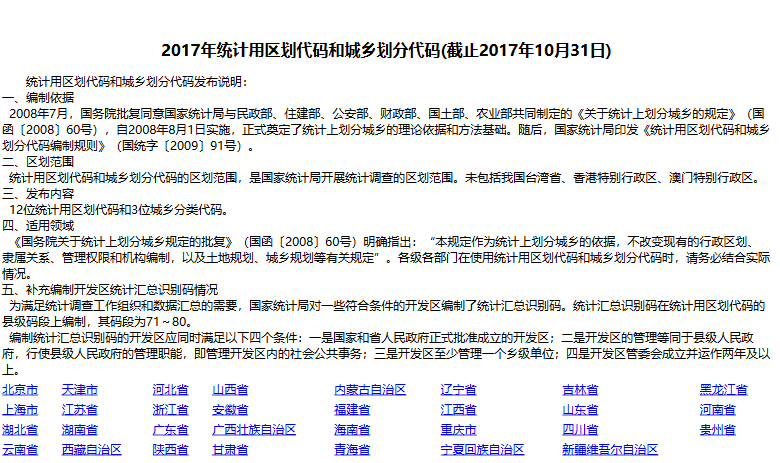 2017年统计用区划代码和城乡划分代码(截止2017年10月31日)
统计用区划代码和城乡划分代码发布说明：
一、编制依据
2008年7月，国务院批复同意国家统计局与民政部、住建部、公安部、财政部、国土部、农业部共同制定的《关于统计上划分城乡的规定》（国
函〔2008〕60号），自2008年8月1日实施，正式奠定了统计上划分城乡的理论依据和方法基础。随后，国家统计局印发《统计用区划代码和城乡
划分代码编制规则》（国统字〔2009〕91号）。
二、区划范围
统计用区划代码和城乡划分代码的区划范围，是国家统计局开展统计调查的区划范围。未包括我国台湾省、香港特别行政区、澳门特别行政区。
三、发布内容
12位统计用区划代码和3位城乡分类代码。
四、适用领域
《国务院关于统计上划分城乡规定的批复》（国函〔2008〕60号）明确指出：“本规定作为统计上划分城乡的依据，不改变现有的行政区划、
隶属关系、管理权限和机构编制，以及土地规划、城乡规划等有关规定”。各级各部门在使用统计用区划代码和城乡划分代码时，请务必结合实际
情况。
五、补充编制开发区统计汇总识别码情况
为满足统计调查工作组织和数据汇总的需要，国家统计局对一些符合条件的开发区编制了统计汇总识别码。统计汇总识别码在统计用区划代码的
县级码段上编制，其码段为71～80。
编制统计汇总识别码的开发区应同时满足以下四个条件：一是国家和省人民政府正式批准成立的开发区；二是开发区的管理等同于县级人民政
府，行使县级人民政府的管理职能，即管理开发区内的社会公共事务；三是开发区至少管理一个乡级单位；四是开发区管委会成立并运作两年及以
上。
北京市 天津市 河北省 山西省 内蒙古自治区 辽宁省 吉林省 黑龙江省
上海市 江苏省 浙江省 安徽省 福建省 江西省 山东省 河南省
湖北省 湖南省 广东省 广西壮族自治区 海南省 重庆市 四川省 贵州省
云南省 西藏自治区 陕西省 甘肃省 青海省 宁夏回族自治区 新疆维吾尔自治区